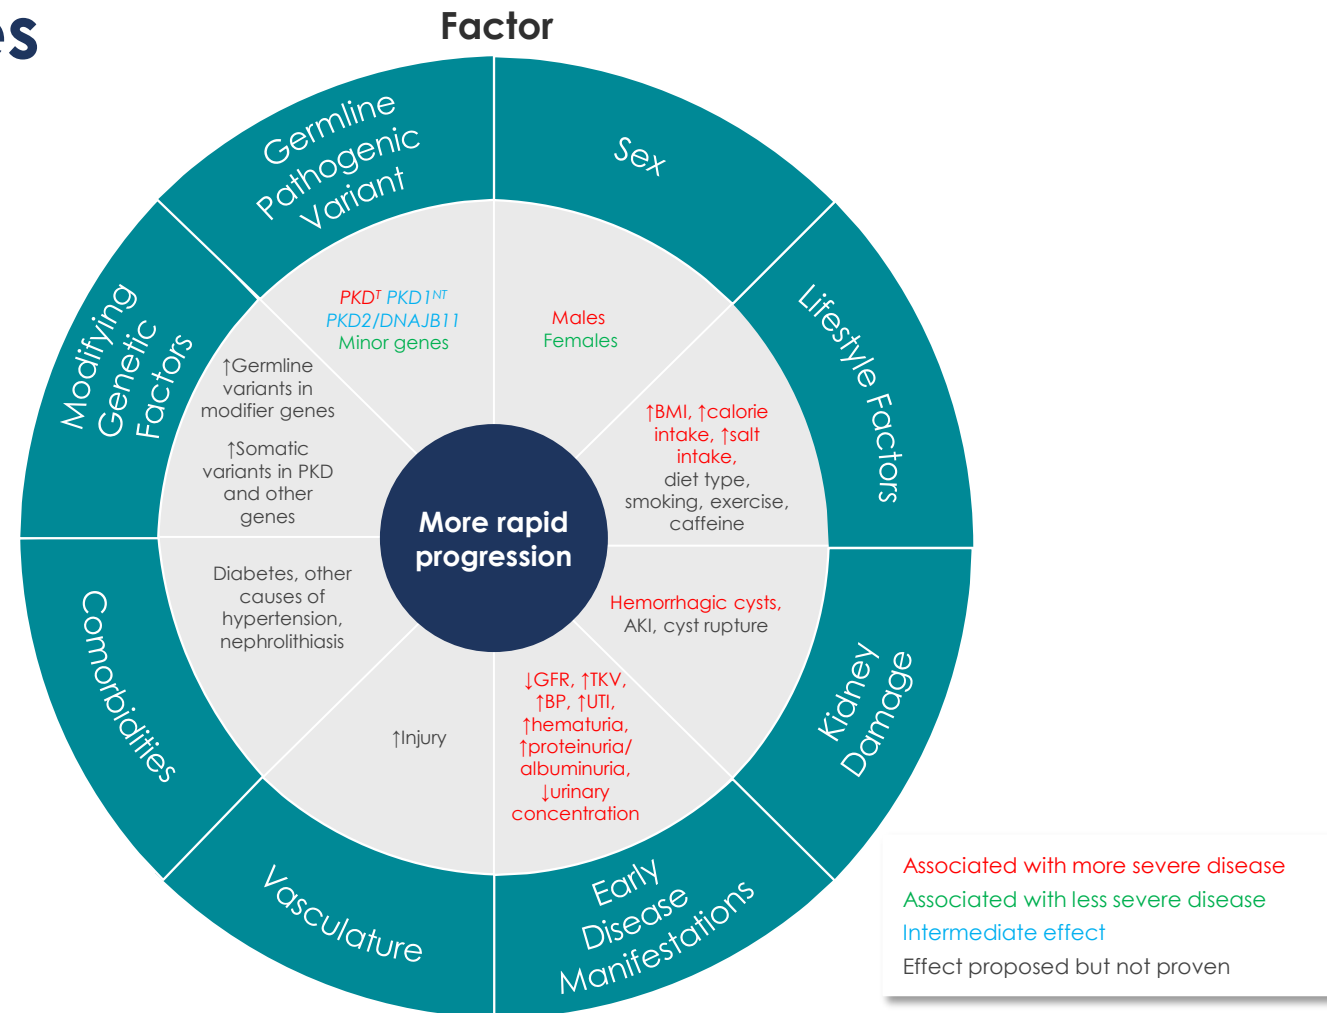 es
Factor
Germline
Pathogenic
Variant
Sex
Lifestyle Factors
Kidney
Damage
Early
Disease
Manifestations
Vasculature
Comorbidities
Modifying
Genetic
Factors
PKDᵀ PKD1ᴺᵀ
PKD2/DNAJB11
Minor genes
Males
Females
↑BMI, ↑calorie
intake, ↑salt
intake,
diet type,
smoking, exercise,
caffeine
Hemorrhagic cysts,
AKI, cyst rupture
↓GFR, ↑TKV,
↑BP, ↑UTI,
↑hematuria,
↑proteinuria/
albuminuria,
↓urinary
concentration
↑Injury
Diabetes, other
causes of
hypertension,
nephrolithiasis
↑Germline
variants in
modifier genes
↑Somatic
variants in PKD
and other
genes
More rapid
progression
Associated with more severe disease
Associated with less severe disease
Intermediate effect
Effect proposed but not proven